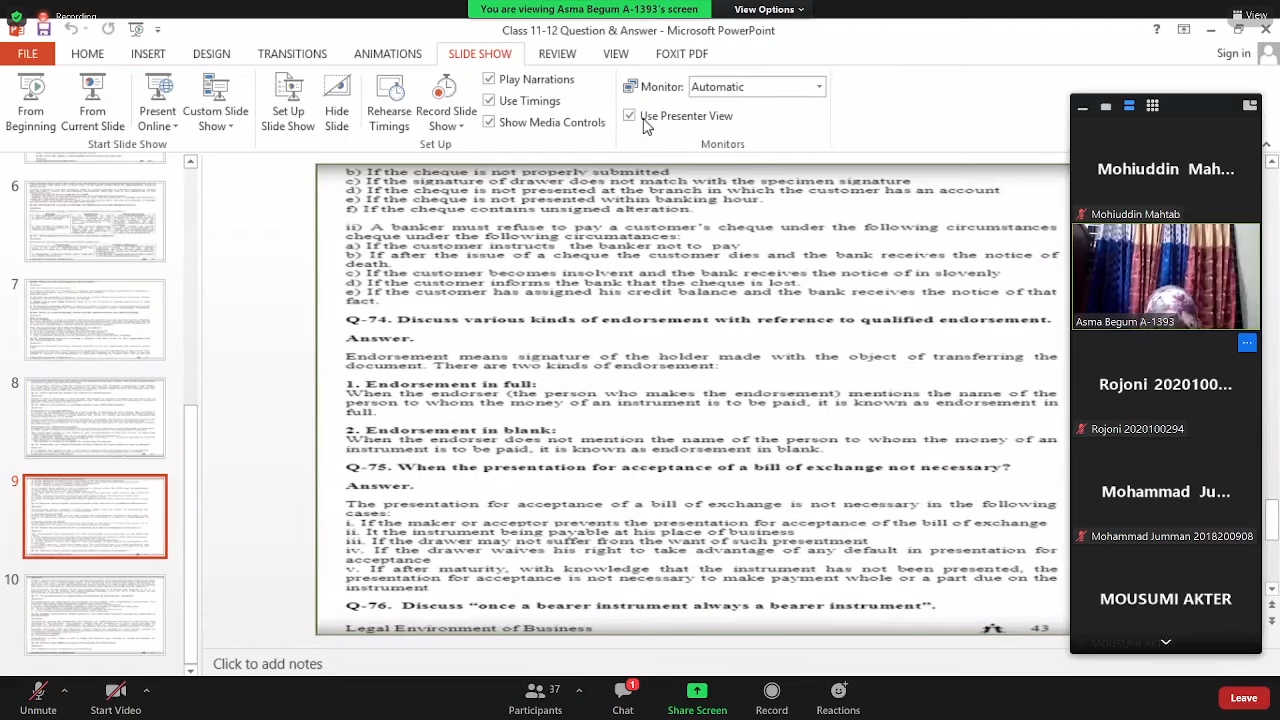 Recording
You are viewing Asma Begum A-1393's screen
View Options
View
Class 11-12 Question & Answer - Microsoft PowerPoint
FILE HOME INSERT DESIGN TRANSITIONS ANIMATIONS SLIDE SHOW REVIEW VIEW FOXIT PDF
Sign in
From Beginning
From Current Slide
Present Online
Custom Slide Show
Set Up Slide Show
Hide Slide
Rehearse Timings
Record Slide Show
Play Narrations
Use Timings
Show Media Controls
Monitor: Automatic
Use Presenter View
Start Slide Show
Set Up
Monitors
6
7
8
9
10
b) If the cheque is not properly submitted
c) If the signature of drawer does not match with the specimen signature
d) If the cheque is not presented at the branch in which the customer has an account
e) If the cheque is not presented within banking hour.
f) If the cheque contains unsigned alteration.
ii) A banker must refuse to pay a customer's cheque under the following circumstances
cheque under the following circumatances:
a) If the customer instructs the banker not to pay
b) If after the issue of a cheque the customer dies and the bank receives the notice of
death.
c) If the customer becomes insolvent and the bank receives the notice of in slovenly
d) If the customer informs the bank that the cheque is lost.
e) If the customer has assigned his credit balance and the bank receives the notice of that
fact.
Q-74. Discuss various kinds of endorsement with reference to qualified endorsement.
Answer.
Endorsement means signature of the holder made with the object of transferring the
document. There are two kinds of endorsement:
1. Endorsement in full:
When the endorser (the person who makes the endorsement) mentions the name of the
person to whom the money of an instrument is to be paid, it is known as endorsement in
full.
2. Endorsement in blank:
When the endorser does not mention the name of the person to whom the money of an
instrument is to be paid, it is known as endorsement in blank.
Q-75. When the presentation for acceptance of a bill of exchange not necessary?
Answer.
The presentation for acceptance of a bill of exchange is not necessary in the following
cases:
i. If the maker or acceptor prevents the presentation for acceptance of the bill of exchange
ii. It the instrument being payable at his place of business
iii. If the drawer may not suffer from the want of such presentment
iv. If the drawer waives his right to take advantage of any default in presentation for
acceptance
v. If after maturity, with knowledge that the instrument has not been presented, the
presentation for acceptance is not necessary to make payment whole or part due on the
instrument
Q-76. Discuss "once a bearer instrument always a bearer instrument".
Legal Environment of Business 43
Click to add notes
Mohiuddin Mah...
Mohiuddin Mahtab
Asma Begum A-1393
Rojoni 2020100...
Rojoni 2020100294
Mohammad Ju...
Mohammad Jumman 2018200908
MOUSUMI AKTER
MOUSUMI AKTER
Unmute
Start Video
Participants 37
Chat 1
Share Screen
Record
Reactions
Leave